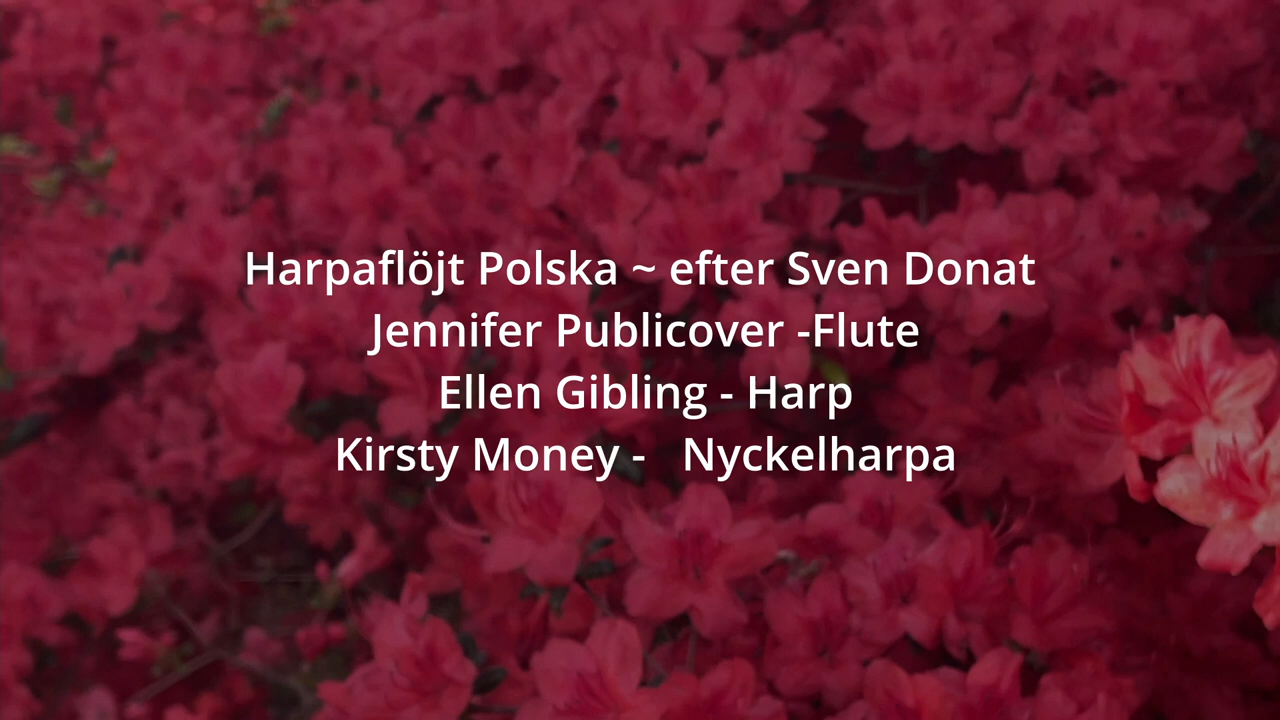 Harpaflöjt Polska ~ efter Sven Donat
Jennifer Publicover -Flute
Ellen Gibling - Harp
Kirsty Money -   Nyckelharpa